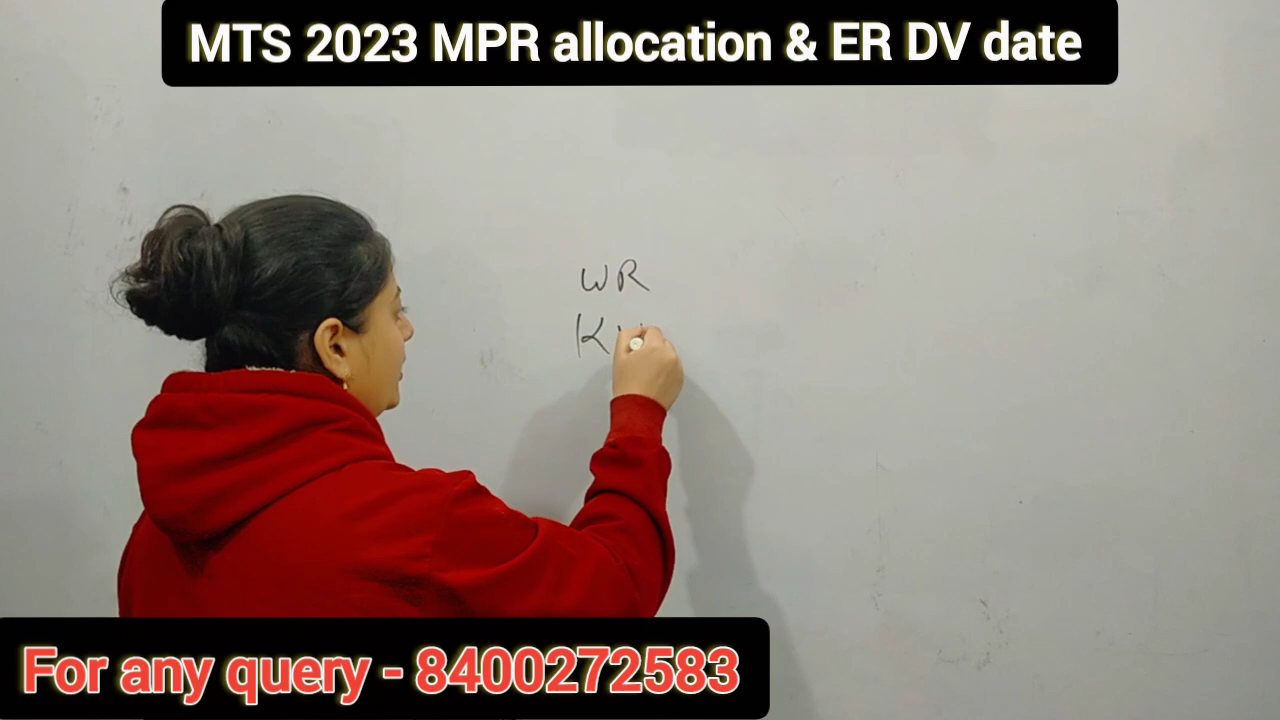 MTS 2023 MPR allocation & ER DV date
WR
For any query - 8400272583